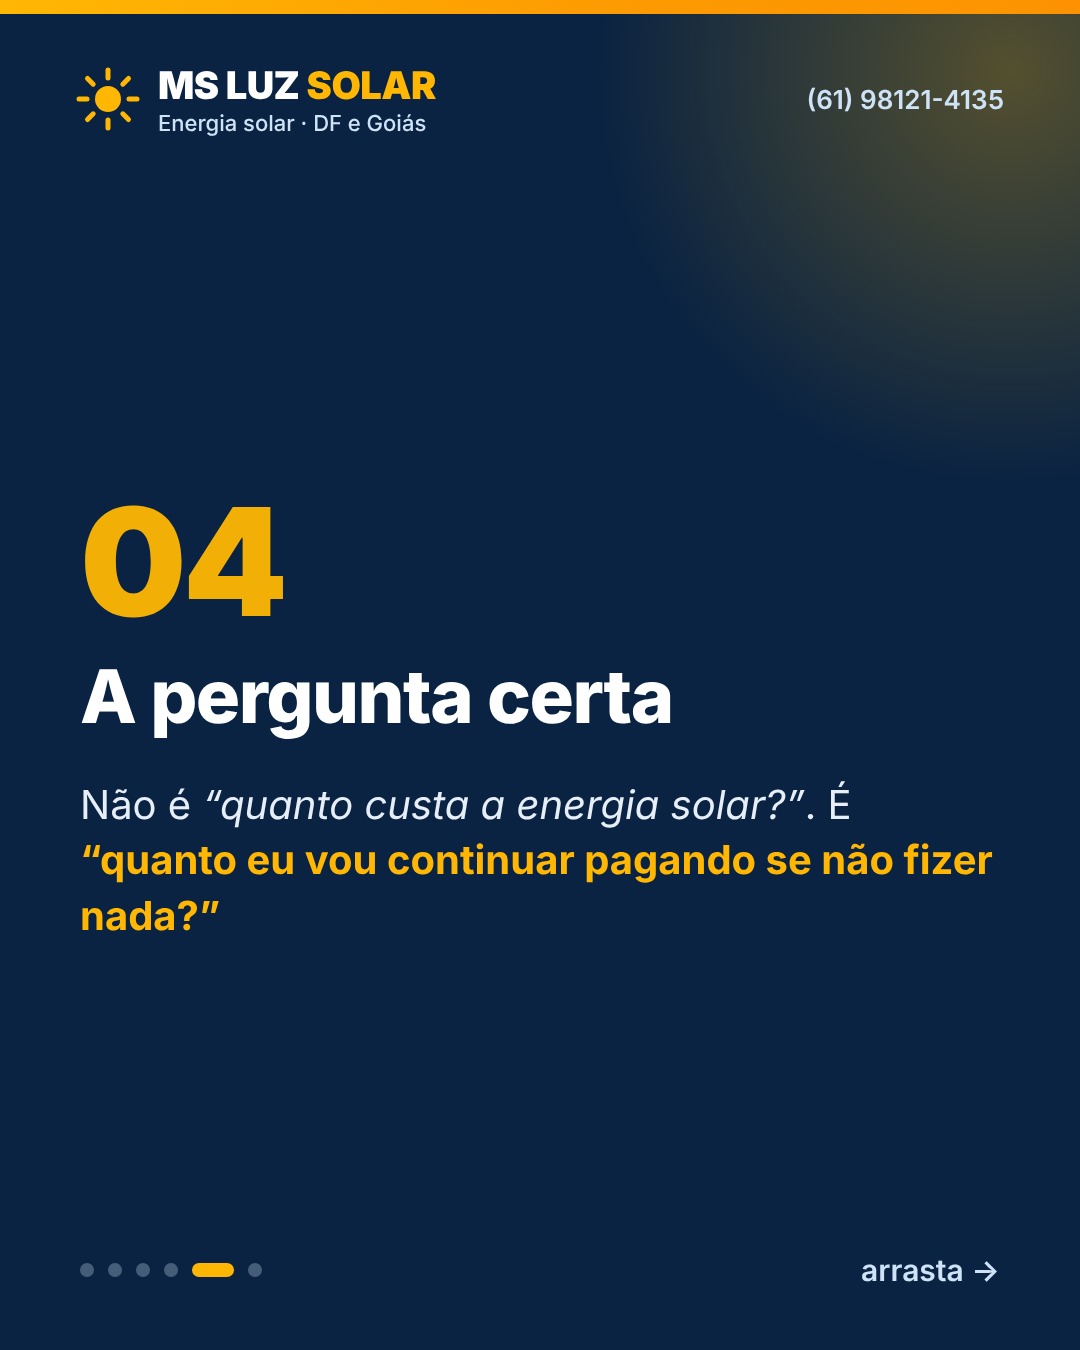 MS LUZ SOLAR
Energia solar · DF e Goiás
(61) 98121-4135
04
A pergunta certa
Não é “quanto custa a energia solar?”. É
“quanto eu vou continuar pagando se não fizer
nada?”
arrasta →